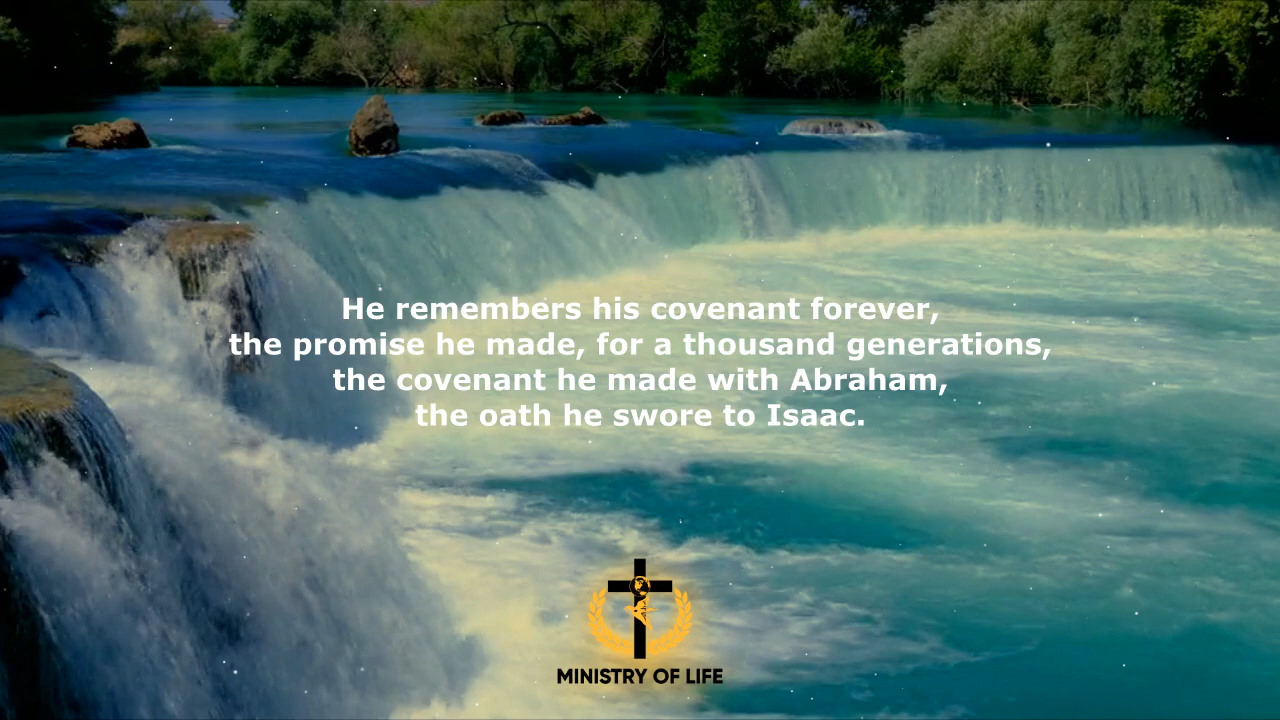 He remembers his covenant forever,
the promise he made, for a thousand generations,
the covenant he made with Abraham,
the oath he swore to Isaac.
MINISTRY OF LIFE